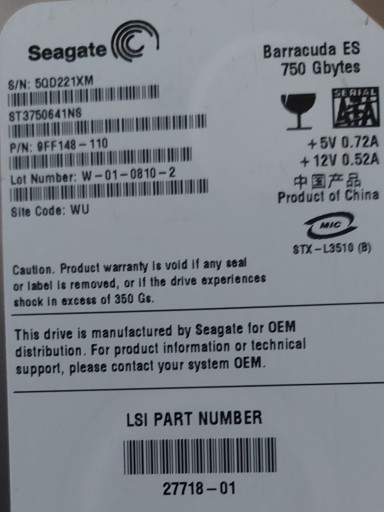 Seagate
Barracuda ES
750 Gbytes
S/N: 5QD221XM
ST3750641NS
SERIAL
ATA
P/N: 9FF148-110
+5V 0.72A
+12V 0.52A
Lot Number: W-01-0810-2
中国产品
Product of China
Site Code: WU
MIC
STX-L3510 (B)
Caution. Product warranty is void if any seal
or label is removed, or if the drive experiences
shock in excess of 350 Gs.
This drive is manufactured by Seagate for OEM
distribution. For product information or technical
support, please contact your system OEM.
LSI PART NUMBER
27718-01